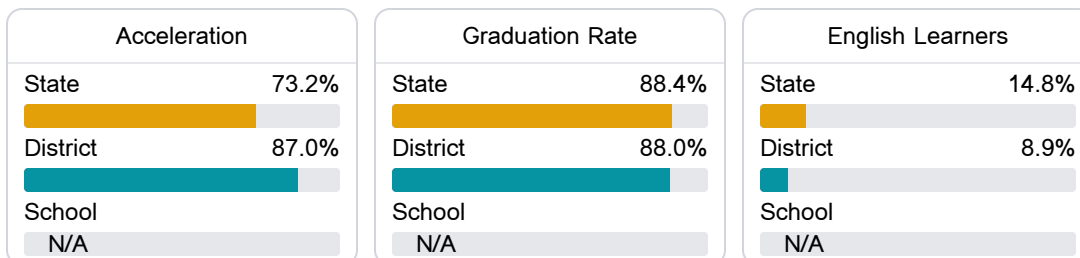 Acceleration
State 73.2%
District 87.0%
School
N/A
Graduation Rate
State 88.4%
District 88.0%
School
N/A
English Learners
State 14.8%
District 8.9%
School
N/A